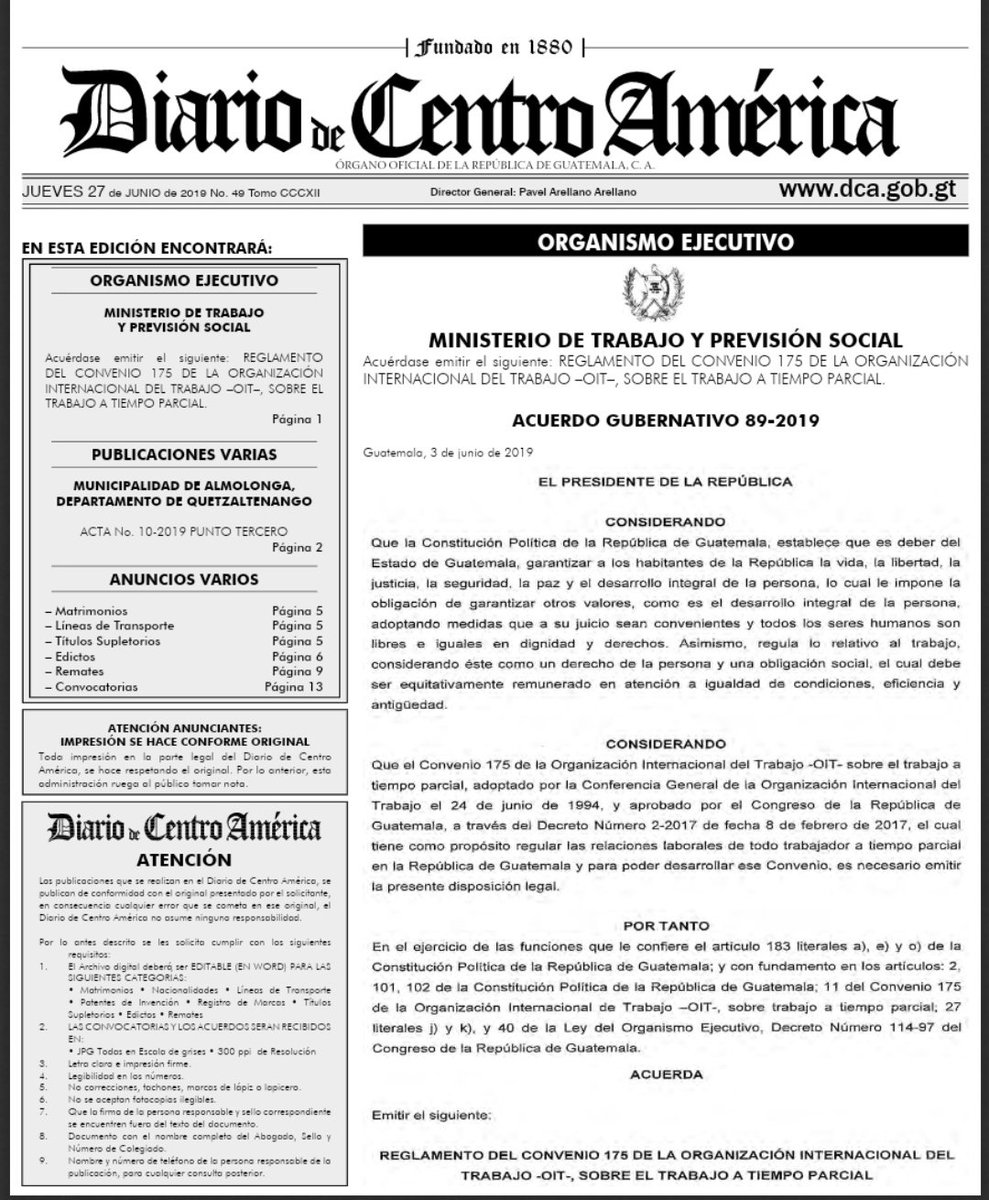 | Fundado en 1880 |
Diario de Centro América
ÓRGANO OFICIAL DE LA REPÚBLICA DE GUATEMALA, C. A.
JUEVES 27 de JUNIO de 2019 No. 49 Tomo CCCXII
Director General: Pavel Arellano Arellano
www.dca.gob.gt
EN ESTA EDICIÓN ENCONTRARÁ:
ORGANISMO EJECUTIVO
MINISTERIO DE TRABAJO
Y PREVISIÓN SOCIAL
Acuérdase emitir el siguiente: REGLAMENTO
DEL CONVENIO 175 DE LA ORGANIZACIÓN
INTERNACIONAL DEL TRABAJO –OIT–, SOBRE EL
TRABAJO A TIEMPO PARCIAL.
Página 1
PUBLICACIONES VARIAS
MUNICIPALIDAD DE ALMOLONGA,
DEPARTAMENTO DE QUETZALTENANGO
ACTA No. 10-2019 PUNTO TERCERO
Página 2
ANUNCIOS VARIOS
– Matrimonios Página 5
– Líneas de Transporte Página 5
– Títulos Supletorios Página 5
– Edictos Página 6
– Remates Página 9
– Convocatorias Página 13
ATENCIÓN ANUNCIANTES:
IMPRESIÓN SE HACE CONFORME ORIGINAL
Toda impresión en la parte legal del Diario de Centro
América, se hace respetando el original. Por lo anterior, esta
administración ruega al público tomar nota.
Diario de Centro América
ATENCIÓN
Las publicaciones que se realizan en el Diario de Centro América, se
publican de conformidad con el original presentado por el solicitante,
en consecuencia cualquier error que se cometa en ese original, el
Diario de Centro América no asume ninguna responsabilidad.
Por lo antes descrito se les solicita cumplir con los siguientes
requisitos:
1. El Archivo digital deberá ser EDITABLE (EN WORD) PARA LAS
SIGUIENTES CATEGORIAS:
• Matrimonios • Nacionalidades • Líneas de Transporte
• Patentes de Invención • Registro de Marcas • Títulos
Supletorios • Edictos • Remates
2. LAS CONVOCATORIAS Y LOS ACUERDOS SERAN RECIBIDOS
EN:
• JPG Todas en Escala de grises • 300 ppi de Resolución
3. Letra clara e impresión firme.
4. Legibilidad en los números.
5. No correcciones, tachones, marcas de lápiz o lapicero.
6. No se aceptan fotocopias ilegibles.
7. Que la firma de la persona responsable y sello correspondiente
se encuentren fuera del texto del documento.
8. Documento con el nombre completo del Abogado, Sello y
Número de Colegiado.
9. Nombre y número de teléfono de la persona responsable de la
publicación, para cualquier consulta posterior.
ORGANISMO EJECUTIVO
MINISTERIO DE TRABAJO Y PREVISIÓN SOCIAL
Acuérdase emitir el siguiente: REGLAMENTO DEL CONVENIO 175 DE LA ORGANIZACIÓN
INTERNACIONAL DEL TRABAJO –OIT–, SOBRE EL TRABAJO A TIEMPO PARCIAL.
ACUERDO GUBERNATIVO 89-2019
Guatemala, 3 de junio de 2019
EL PRESIDENTE DE LA REPÚBLICA
CONSIDERANDO
Que la Constitución Política de la República de Guatemala, establece que es deber del
Estado de Guatemala, garantizar a los habitantes de la República la vida, la libertad, la
justicia, la seguridad, la paz y el desarrollo integral de la persona, lo cual le impone la
obligación de garantizar otros valores, como es el desarrollo integral de la persona,
adoptando medidas que a su juicio sean convenientes y todos los seres humanos son
libres e iguales en dignidad y derechos. Asimismo, regula lo relativo al trabajo,
considerando éste como un derecho de la persona y una obligación social, el cual debe
ser equitativamente remunerado en atención a igualdad de condiciones, eficiencia y
antigüedad.
CONSIDERANDO
Que el Convenio 175 de la Organización Internacional del Trabajo -OIT- sobre el trabajo a
tiempo parcial, adoptado por la Conferencia General de la Organización Internacional del
Trabajo el 24 de junio de 1994, y aprobado por el Congreso de la República de
Guatemala, a través del Decreto Número 2-2017 de fecha 8 de febrero de 2017, el cual
tiene como propósito regular las relaciones laborales de todo trabajador a tiempo parcial
en la República de Guatemala y para poder desarrollar ese Convenio, es necesario emitir
la presente disposición legal.
POR TANTO
En el ejercicio de las funciones que le confiere el artículo 183 literales a), e) y o) de la
Constitución Política de la República de Guatemala; y con fundamento en los artículos: 2,
101, 102 de la Constitución Política de la República de Guatemala; 11 del Convenio 175
de la Organización Internacional de Trabajo –OIT-, sobre trabajo a tiempo parcial; 27
literales j) y k), y 40 de la Ley del Organismo Ejecutivo, Decreto Número 114-97 del
Congreso de la República de Guatemala.
ACUERDA
Emitir el siguiente:
REGLAMENTO DEL CONVENIO 175 DE LA ORGANIZACIÓN INTERNACIONAL DEL
TRABAJO -OIT-, SOBRE EL TRABAJO A TIEMPO PARCIAL